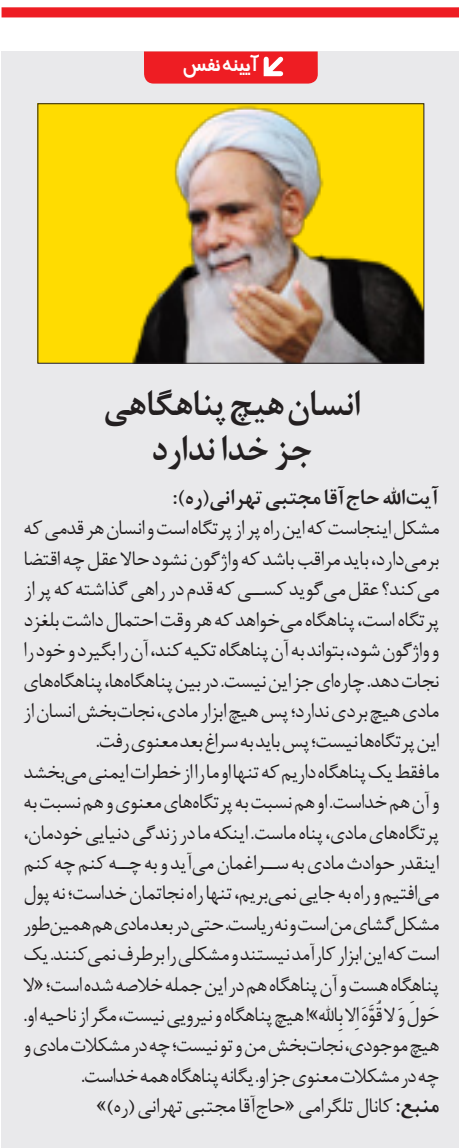 آیینه نفس
انسان هیچ پناهگاهی
جز خدا ندارد
آیت‌الله حاج‌آقا مجتبی تهرانی(ره):
مشکل اینجاست که این راه پر از پرتگاه است و انسان هر قدمی که
برمی‌دارد، باید مراقب باشد که واژگون نشود حالا عقل چه اقتضا
می‌کند؟ عقل می‌گوید کسی که قدم در راهی گذاشته که پر از
پرتگاه است، پناهگاه می‌خواهد که هر وقت احتمال داشت بلغزد
و واژگون شود، بتواند به آن پناهگاه تکیه کند، آن را بگیرد و خود را
نجات دهد. چاره‌ای جز این نیست. در بین پناهگاه‌ها، پناهگاه‌های
مادی هیچ بردی ندارد؛ پس هیچ ابزار مادی، نجات‌بخش انسان از
این پرتگاه‌ها نیست؛ پس باید به سراغ بعد معنوی رفت.
ما فقط یک پناهگاه داریم که تنها او ما را از خطرات ایمنی می‌بخشد
و آن هم خداست. او هم نسبت به پرتگاه‌های معنوی و هم نسبت به
پرتگاه‌های مادی، پناه ماست. اینکه ما در زندگی دنیایی خودمان،
اینقدر حوادث مادی به سراغمان می‌آید و به چه کنم چه کنم
می‌افتیم و راه به جایی نمی‌بریم، تنها راه نجاتمان خداست؛ نه پول
مشکل‌گشای من است و نه ریاست. حتی در بعد مادی هم همین‌طور
است که این ابزار کارآمد نیستند و مشکلی را برطرف نمی‌کنند. یک
پناهگاه هست و آن پناهگاه هم در این جمله خلاصه شده است؛ «لا
حَولَ وَ لا قُوَّهَ اِلا بِالله»! هیچ پناهگاه و نیرویی نیست، مگر از ناحیه او.
هیچ موجودی، نجات‌بخش من و تو نیست؛ چه در مشکلات مادی و
چه در مشکلات معنوی جز او. یگانه پناهگاه همه خداست.
منبع: کانال تلگرامی «حاج‌آقا مجتبی تهرانی (ره)»